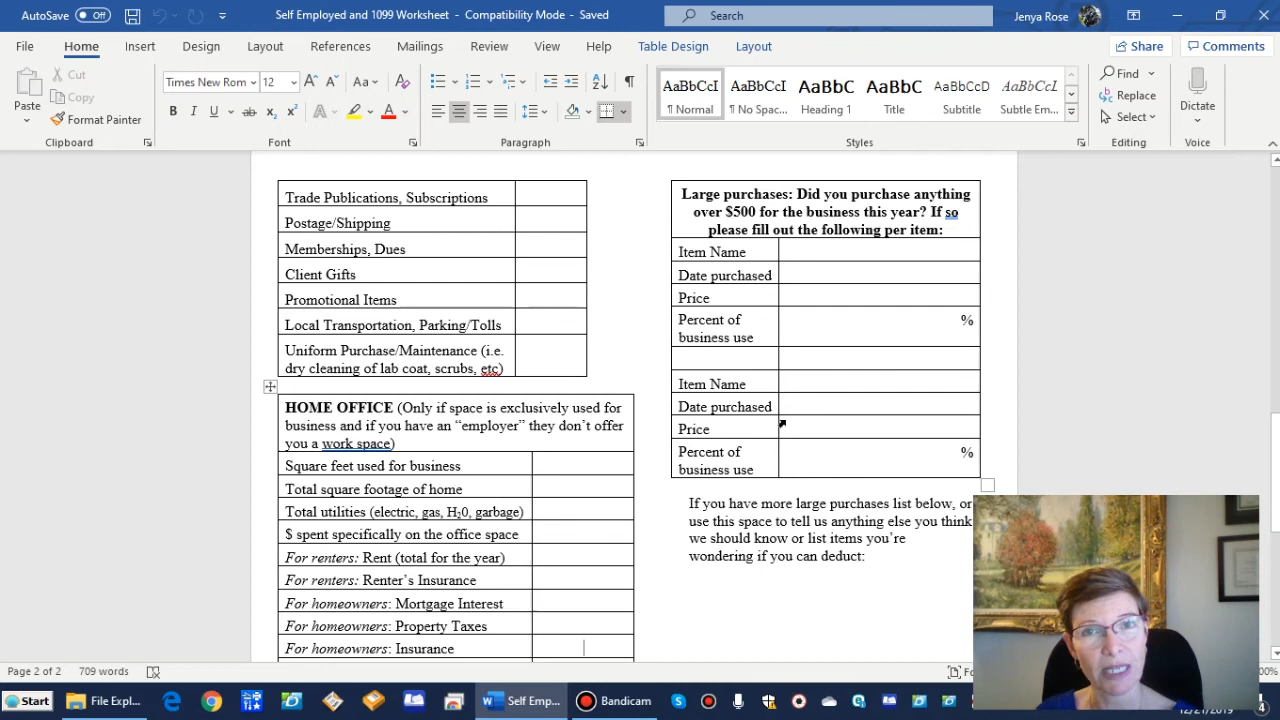 AutoSave Off
Self Employed and 1099 Worksheet - Compatibility Mode - Saved
Search
Jenya Rose
File Home Insert Design Layout References Mailings Review View Help Table Design Layout
Share Comments
Paste
Cut
Copy
Format Painter
Times New Rom 12
AaBbCcI AaBbCcI AaBbC AaBbC AaBbCcD AaBbCcI
¶ Normal ¶ No Spac... Heading 1 Title Subtitle Subtle Em...
Find
Replace
Select
Dictate
Clipboard Font Paragraph Styles Editing Voice
Trade Publications, Subscriptions
Postage/Shipping
Memberships, Dues
Client Gifts
Promotional Items
Local Transportation, Parking/Tolls
Uniform Purchase/Maintenance (i.e.
dry cleaning of lab coat, scrubs, etc)
HOME OFFICE (Only if space is exclusively used for
business and if you have an “employer” they don’t offer
you a work space)
Square feet used for business
Total square footage of home
Total utilities (electric, gas, H₂0, garbage)
$ spent specifically on the office space
For renters: Rent (total for the year)
For renters: Renter’s Insurance
For homeowners: Mortgage Interest
For homeowners: Property Taxes
For homeowners: Insurance
Large purchases: Did you purchase anything
over $500 for the business this year? If so
please fill out the following per item:
Item Name
Date purchased
Price
Percent of %
business use
Item Name
Date purchased
Price
Percent of %
business use
If you have more large purchases list below, or
use this space to tell us anything else you think
we should know or list items you’re
wondering if you can deduct:
Page 2 of 2 709 words
Start File Expl... Self Emp... Bandicam
12/21/2019